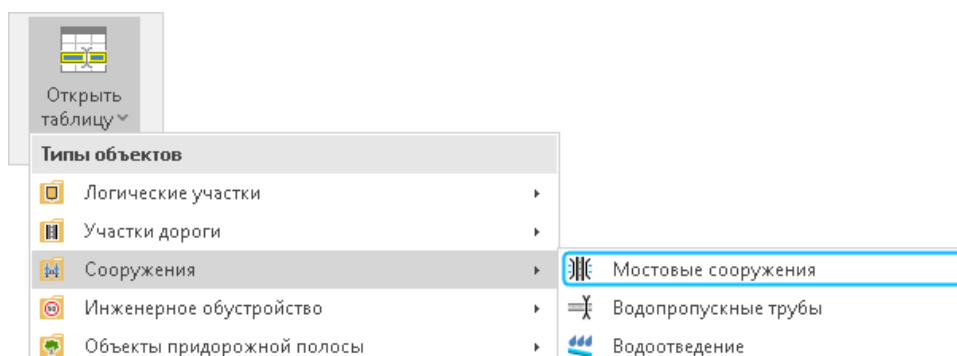 Открыть
таблицу
Типы объектов
Логические участки
Участки дороги
Сооружения
Мостовые сооружения
Инженерное обустройство
Водопропускные трубы
Объекты придорожной полосы
Водоотведение